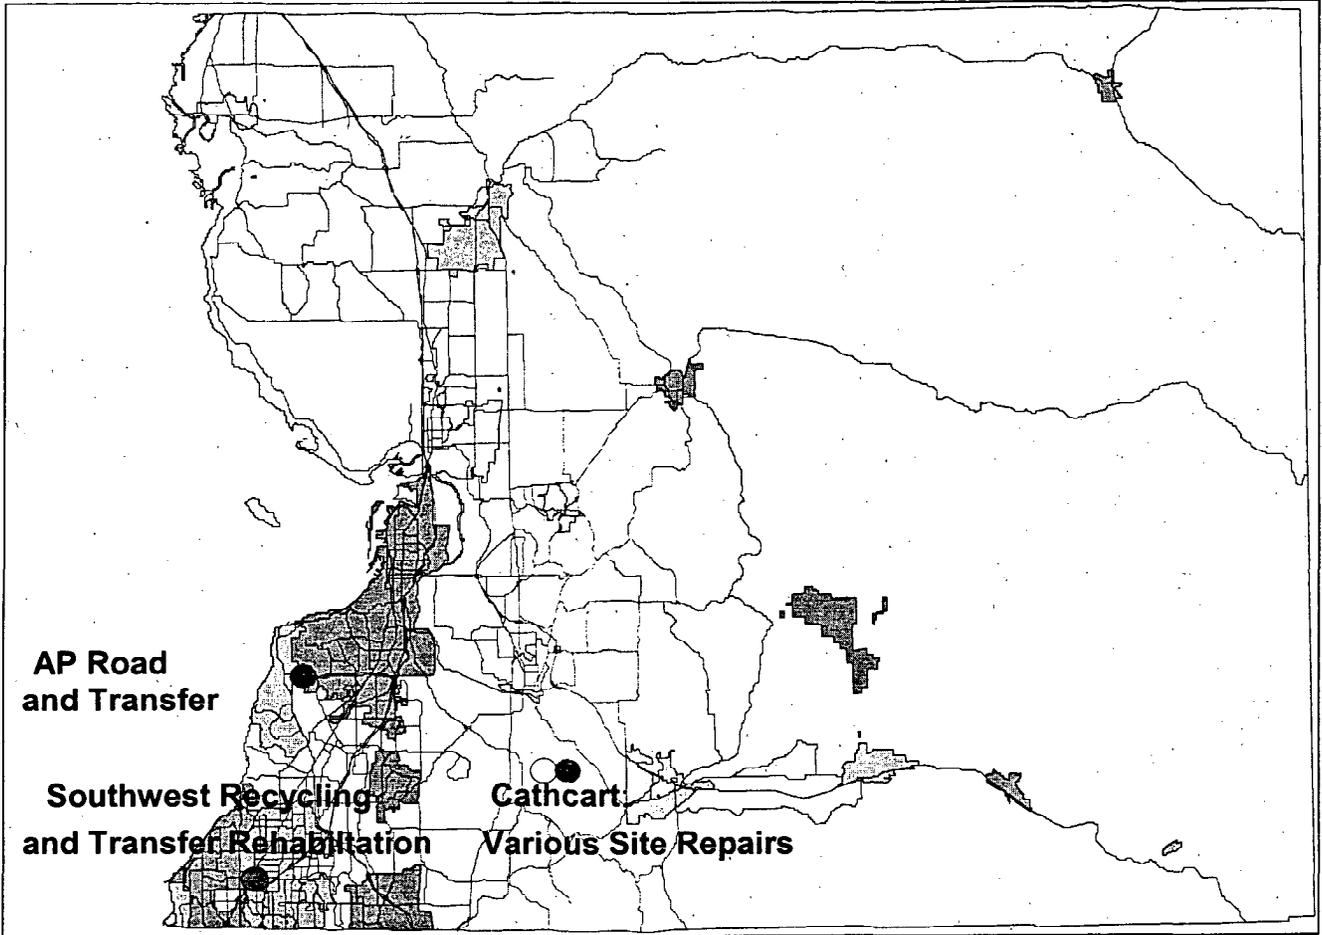 AP Road
and Transfer
Southwest Recycling
and Transfer Rehabilitation
Cathcart:
Various Site Repairs